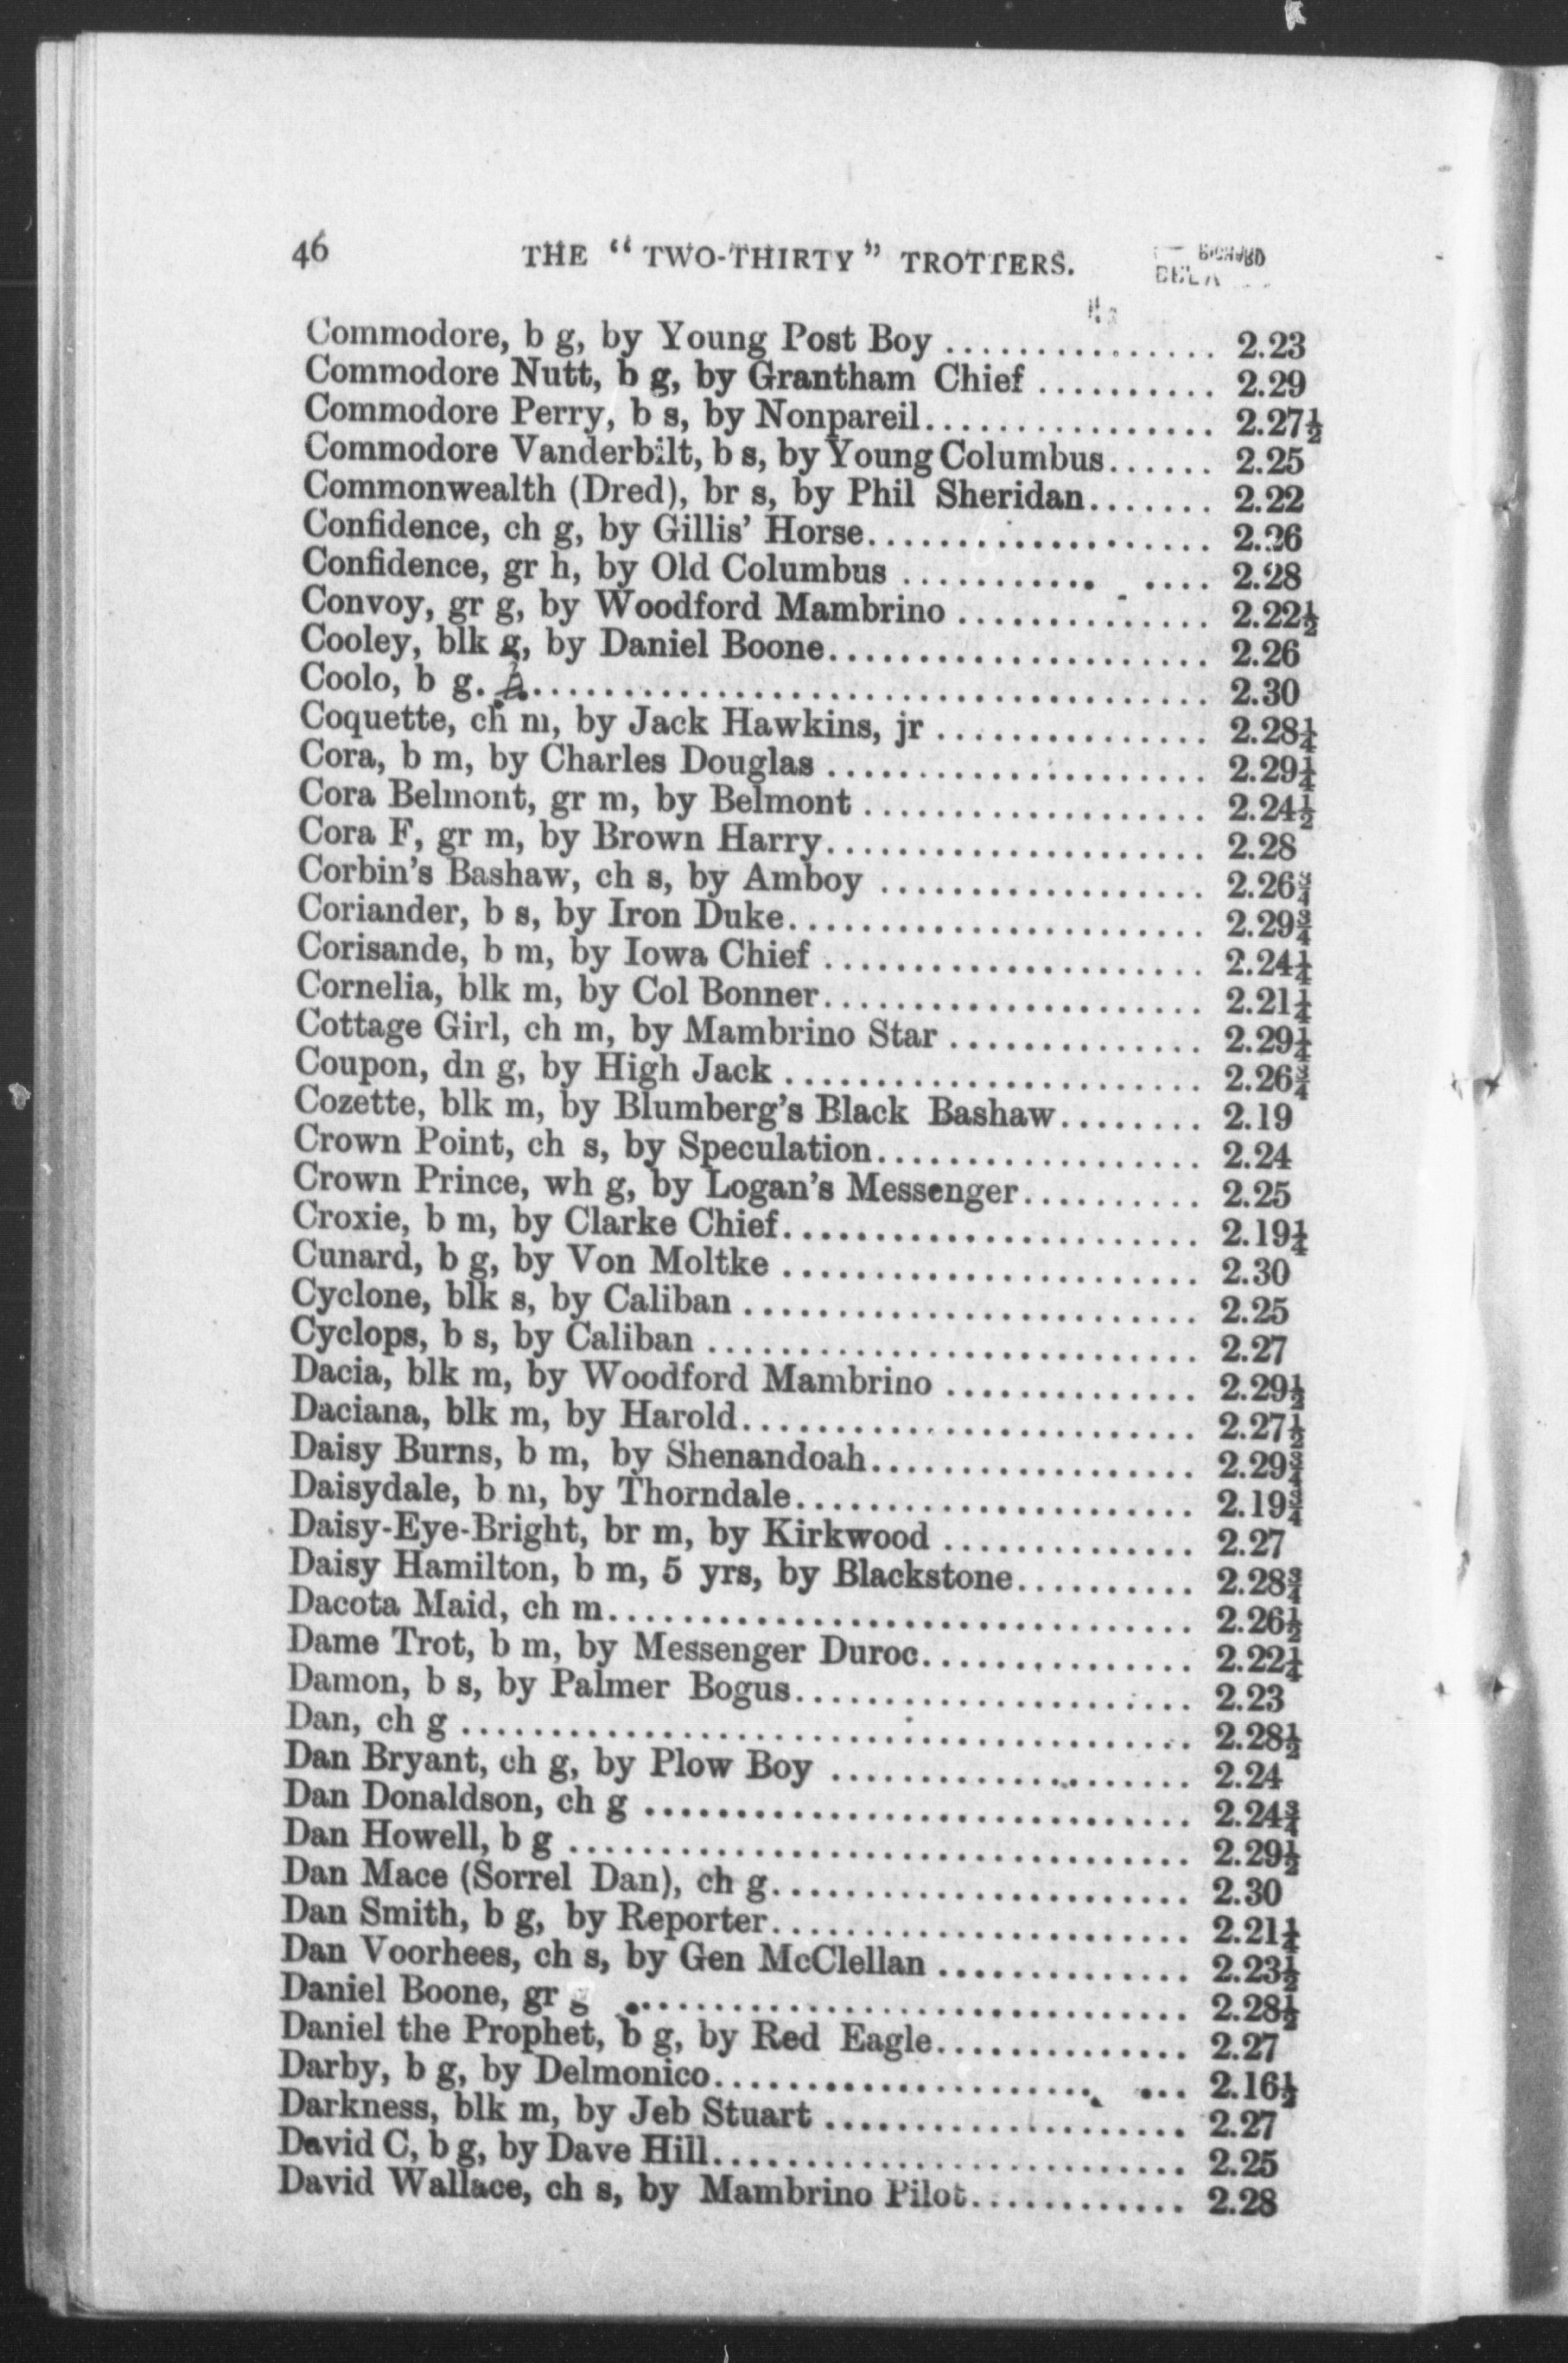 46 THE “ TWO-THIRTY ” TROTTERS.
Commodore, b g, by Young Post Boy ............... 2.23
Commodore Nutt, b g, by Grantham Chief .......... 2.29
Commodore Perry, b s, by Nonpareil................ 2.27½
Commodore Vanderbilt, b s, by Young Columbus...... 2.25
Commonwealth (Dred), br s, by Phil Sheridan....... 2.22
Confidence, ch g, by Gillis’ Horse................... 2.26
Confidence, gr h, by Old Columbus ............... 2.28
Convoy, gr g, by Woodford Mambrino .............. 2.22½
Cooley, blk g, by Daniel Boone..................... 2.26
Coolo, b g....................................... 2.30
Coquette, ch m, by Jack Hawkins, jr ............... 2.28¼
Cora, b m, by Charles Douglas ..................... 2.29¼
Cora Belmont, gr m, by Belmont ................... 2.24½
Cora F, gr m, by Brown Harry..................... 2.28
Corbin’s Bashaw, ch s, by Amboy .................. 2.26¾
Coriander, b s, by Iron Duke....................... 2.29¾
Corisande, b m, by Iowa Chief ..................... 2.24¼
Cornelia, blk m, by Col Bonner..................... 2.21¼
Cottage Girl, ch m, by Mambrino Star .............. 2.29¼
Coupon, dn g, by High Jack ....................... 2.26¾
Cozette, blk m, by Blumberg’s Black Bashaw........ 2.19
Crown Point, ch s, by Speculation.................. 2.24
Crown Prince, wh g, by Logan’s Messenger.......... 2.25
Croxie, b m, by Clarke Chief....................... 2.19¼
Cunard, b g, by Von Moltke ....................... 2.30
Cyclone, blk s, by Caliban ......................... 2.25
Cyclops, b s, by Caliban ........................... 2.27
Dacia, blk m, by Woodford Mambrino .............. 2.29½
Daciana, blk m, by Harold......................... 2.27½
Daisy Burns, b m, by Shenandoah.................. 2.29¾
Daisydale, b m, by Thorndale...................... 2.19¾
Daisy-Eye-Bright, br m, by Kirkwood .............. 2.27
Daisy Hamilton, b m, 5 yrs, by Blackstone.......... 2.28¾
Dacota Maid, ch m................................ 2.26½
Dame Trot, b m, by Messenger Duroc............... 2.22¼
Damon, b s, by Palmer Bogus...................... 2.23
Dan, ch g ........................................ 2.28½
Dan Bryant, ch g, by Plow Boy .................... 2.24
Dan Donaldson, ch g .............................. 2.24¾
Dan Howell, b g .................................. 2.29½
Dan Mace (Sorrel Dan), ch g....................... 2.30
Dan Smith, b g, by Reporter....................... 2.21¼
Dan Voorhees, ch s, by Gen McClellan .............. 2.23½
Daniel Boone, gr g ............................... 2.28½
Daniel the Prophet, b g, by Red Eagle.............. 2.27
Darby, b g, by Delmonico........................ 2.16½
Darkness, blk m, by Jeb Stuart .................... 2.27
David C, b g, by Dave Hill.......................... 2.25
David Wallace, ch s, by Mambrino Pilot............ 2.28